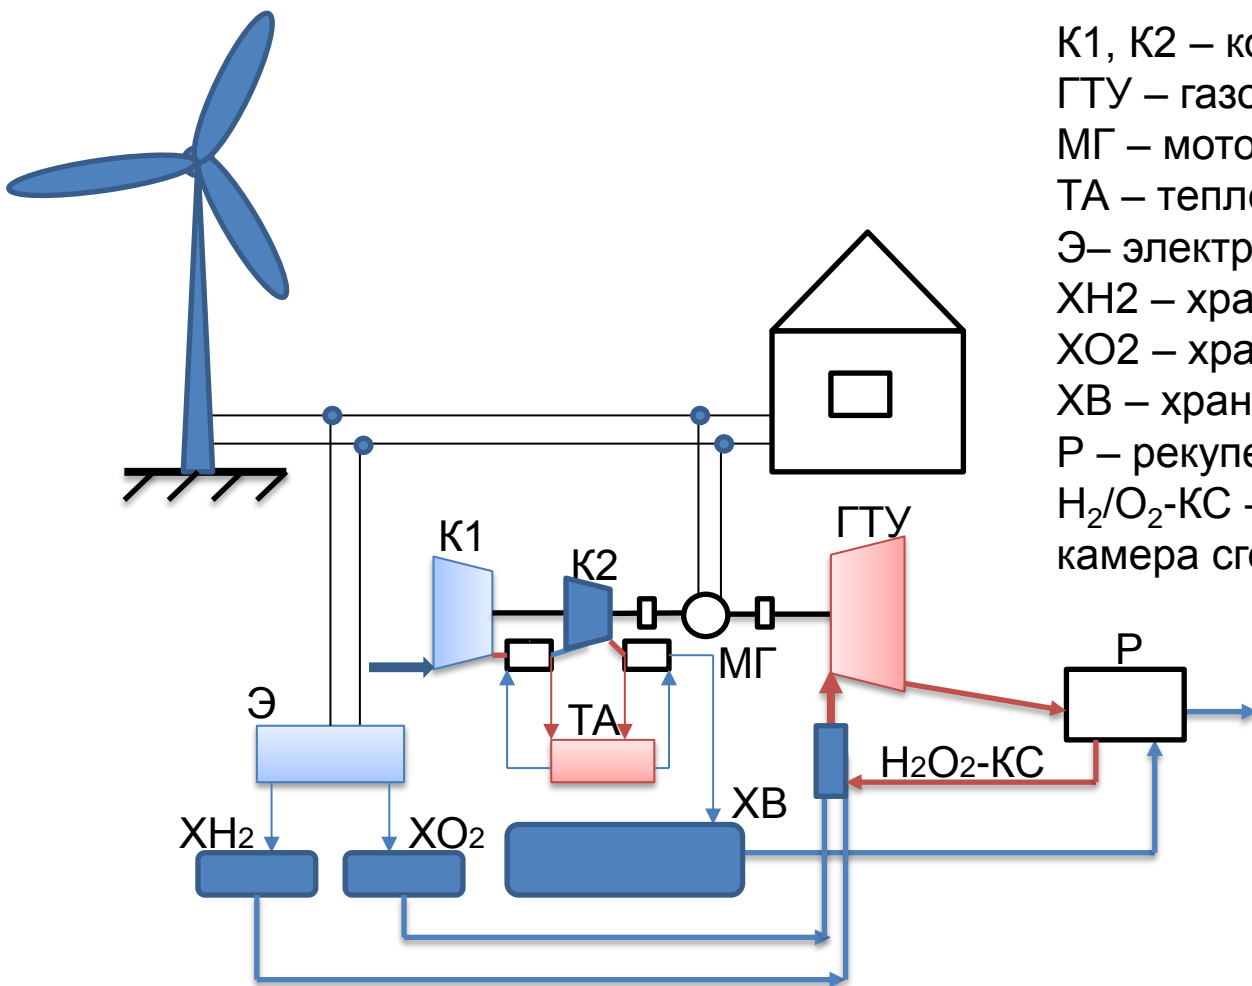 К1, К2 – ко
ГТУ – газо
МГ – мото
ТА – тепло
Э– электр
ХН2 – хра
ХО2 – хра
ХВ – хран
Р – рекупе
H₂/O₂-КС –
камера сго
К1
К2
ГТУ
МГ
Р
Э
ТА
Н2О2-КС
ХВ
ХН2
ХО2